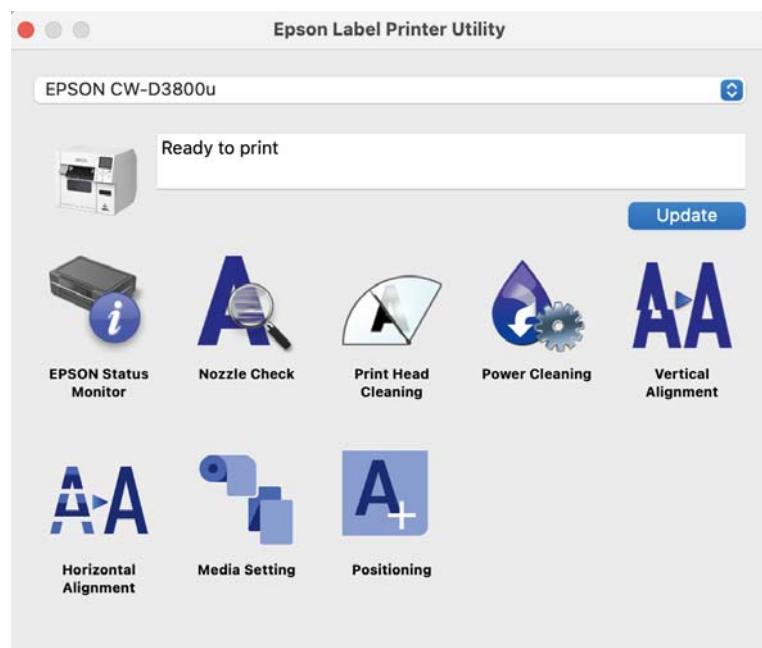 Epson Label Printer Utility
EPSON CW-D3800u
Ready to print
Update
EPSON Status
Monitor
Nozzle Check
Print Head
Cleaning
Power Cleaning
Vertical
Alignment
Horizontal
Alignment
Media Setting
Positioning